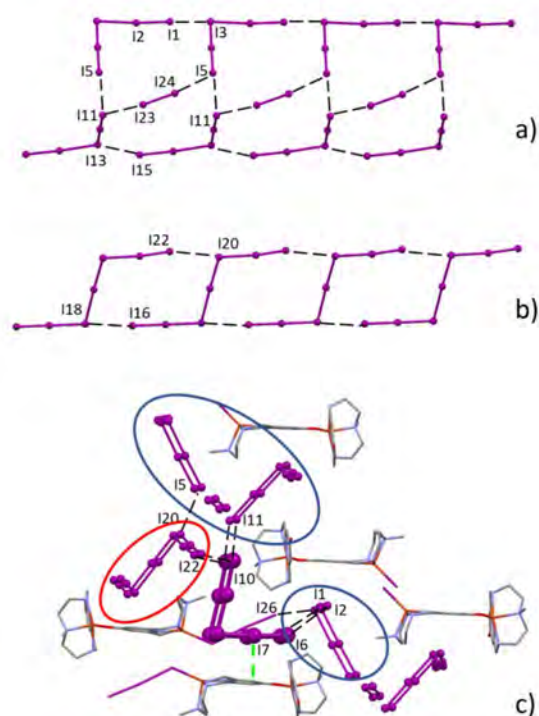 I2 I1 I3
I5 I5
I24
I11 I23 I11
I13 I15
a)
I22 I20
I18 I16
b)
I5
I20 I11
I22
I10
I26 I1
I2
I7 I6
c)